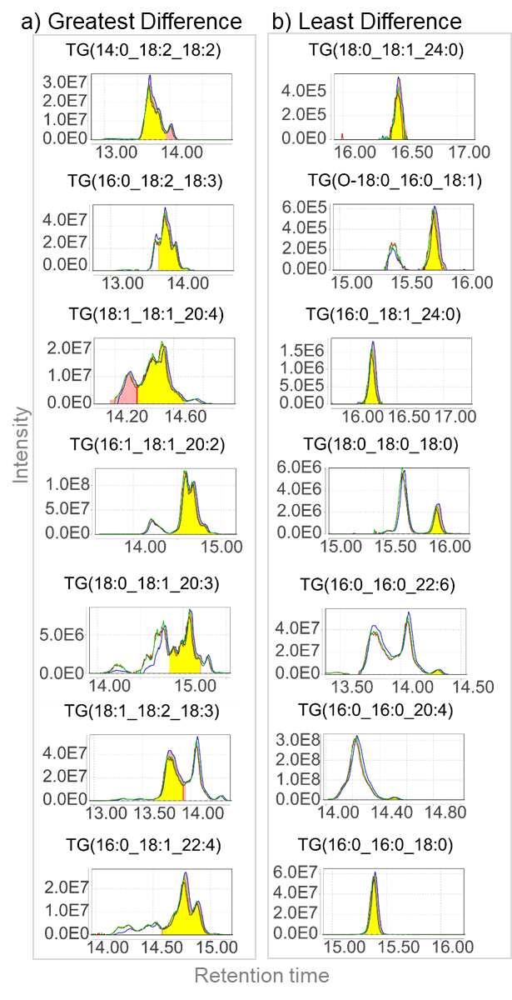 a) Greatest Difference
b) Least Difference
TG(14:0_18:2_18:2)
3.0E7
2.0E7
1.0E7
0.0E0
13.00 14.00
TG(16:0_18:2_18:3)
4.0E7
2.0E7
0.0E0
13.00 14.00
TG(18:1_18:1_20:4)
2.0E7
1.0E7
0.0E0
14.20 14.60
TG(16:1_18:1_20:2)
1.0E8
5.0E7
0.0E0
14.00 15.00
TG(18:0_18:1_20:3)
5.0E6
0.0E0
14.00 15.00
TG(18:1_18:2_18:3)
4.0E7
2.0E7
0.0E0
13.00 13.50 14.00
TG(16:0_18:1_22:4)
2.0E7
1.0E7
0.0E0
14.00 14.50 15.00
TG(18:0_18:1_24:0)
4.0E5
2.0E5
0.0E0
16.00 16.50 17.00
TG(O-18:0_16:0_18:1)
6.0E5
4.0E5
2.0E5
0.0E0
15.00 15.50 16.00
TG(16:0_18:1_24:0)
1.5E6
1.0E6
5.0E5
0.0E0
16.00 16.50 17.00
TG(18:0_18:0_18:0)
6.0E6
4.0E6
2.0E6
0.0E0
15.00 15.50 16.00
TG(16:0_16:0_22:6)
4.0E7
2.0E7
0.0E0
13.50 14.00 14.50
TG(16:0_16:0_20:4)
3.0E8
2.0E8
1.0E8
0.0E0
14.00 14.40 14.80
TG(16:0_16:0_18:0)
6.0E7
4.0E7
2.0E7
0.0E0
15.00 15.50 16.00
Intensity
Retention time